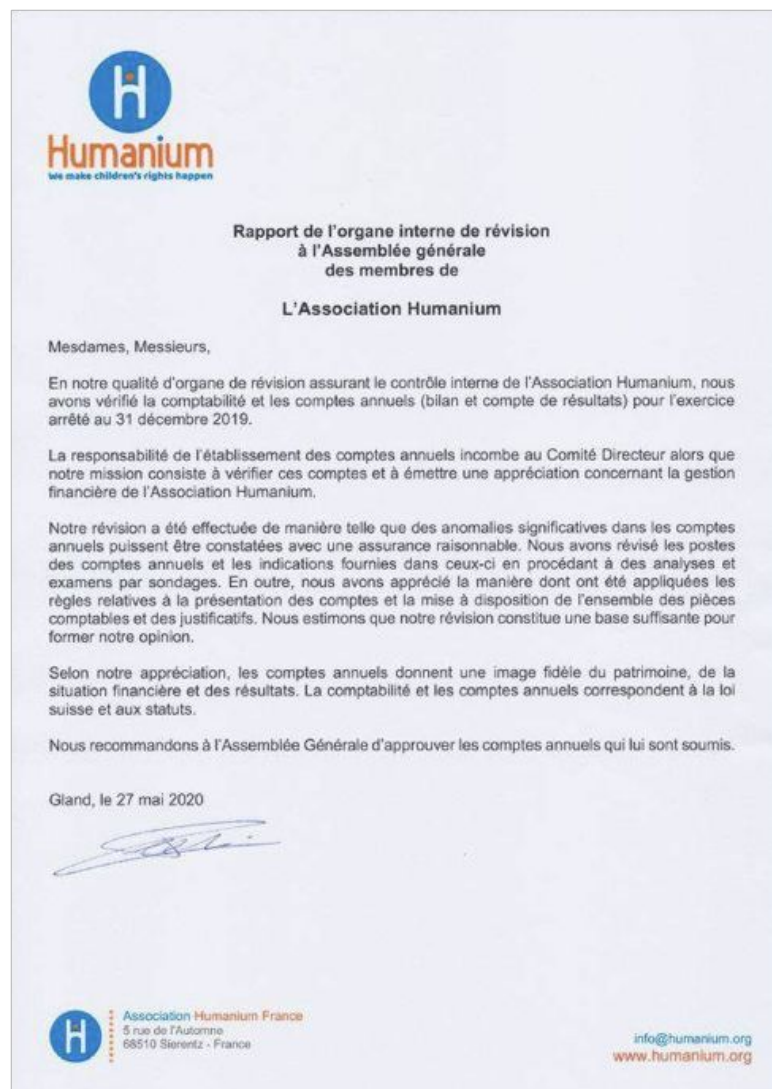 H
Humanium
We make children's rights happen
Rapport de l'organe interne de révision
à l'Assemblée générale
des membres de
L'Association Humanium
Mesdames, Messieurs,
En notre qualité d'organe de révision assurant le contrôle interne de l'Association Humanium, nous
avons vérifié la comptabilité et les comptes annuels (bilan et compte de résultats) pour l'exercice
arrêté au 31 décembre 2019.
La responsabilité de l'établissement des comptes annuels incombe au Comité Directeur alors que
notre mission consiste à vérifier ces comptes et à émettre une appréciation concernant la gestion
financière de l'Association Humanium.
Notre révision a été effectuée de manière telle que des anomalies significatives dans les comptes
annuels puissent être constatées avec une assurance raisonnable. Nous avons révisé les postes
des comptes annuels et les indications fournies dans ceux-ci en procédant à des analyses et
examens par sondages. En outre, nous avons apprécié la manière dont ont été appliquées les
règles relatives à la présentation des comptes et la mise à disposition de l'ensemble des pièces
comptables et des justificatifs. Nous estimons que notre révision constitue une base suffisante pour
former notre opinion.
Selon notre appréciation, les comptes annuels donnent une image fidèle du patrimoine, de la
situation financière et des résultats. La comptabilité et les comptes annuels correspondent à la loi
suisse et aux statuts.
Nous recommandons à l'Assemblée Générale d'approuver les comptes annuels qui lui sont soumis.
Gland, le 27 mai 2020
H
Association Humanium France
5 rue de l'Automne
68510 Sierentz - France
info@humanium.org
www.humanium.org